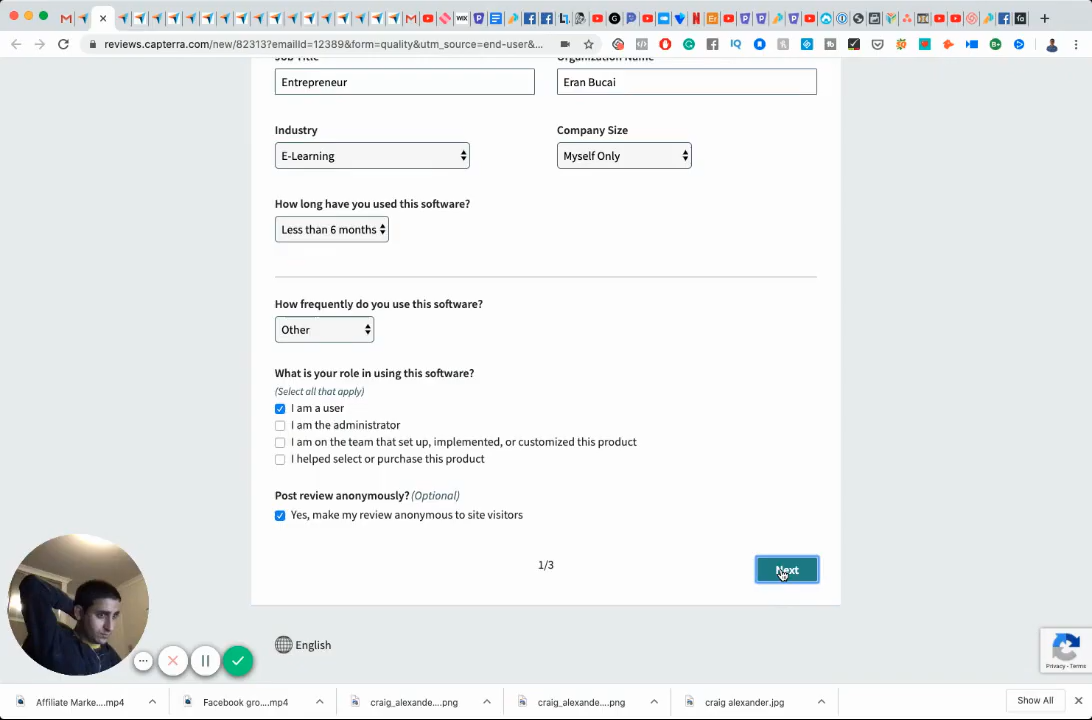 reviews.capterra.com/new/82313?emailId=12389&form=quality&utm_source=end-user&...
Organization Name
Entrepreneur
Eran Bucai
Industry
Company Size
E-Learning
Myself Only
How long have you used this software?
Less than 6 months
How frequently do you use this software?
Other
What is your role in using this software?
(Select all that apply)
I am a user
I am the administrator
I am on the team that set up, implemented, or customized this product
I helped select or purchase this product
Post review anonymously? (Optional)
Yes, make my review anonymous to site visitors
1/3
Next
English
Privacy - Terms
Affiliate Marke....mp4
Facebook gro....mp4
craig_alexande....png
craig_alexande....png
craig alexander.jpg
Show All